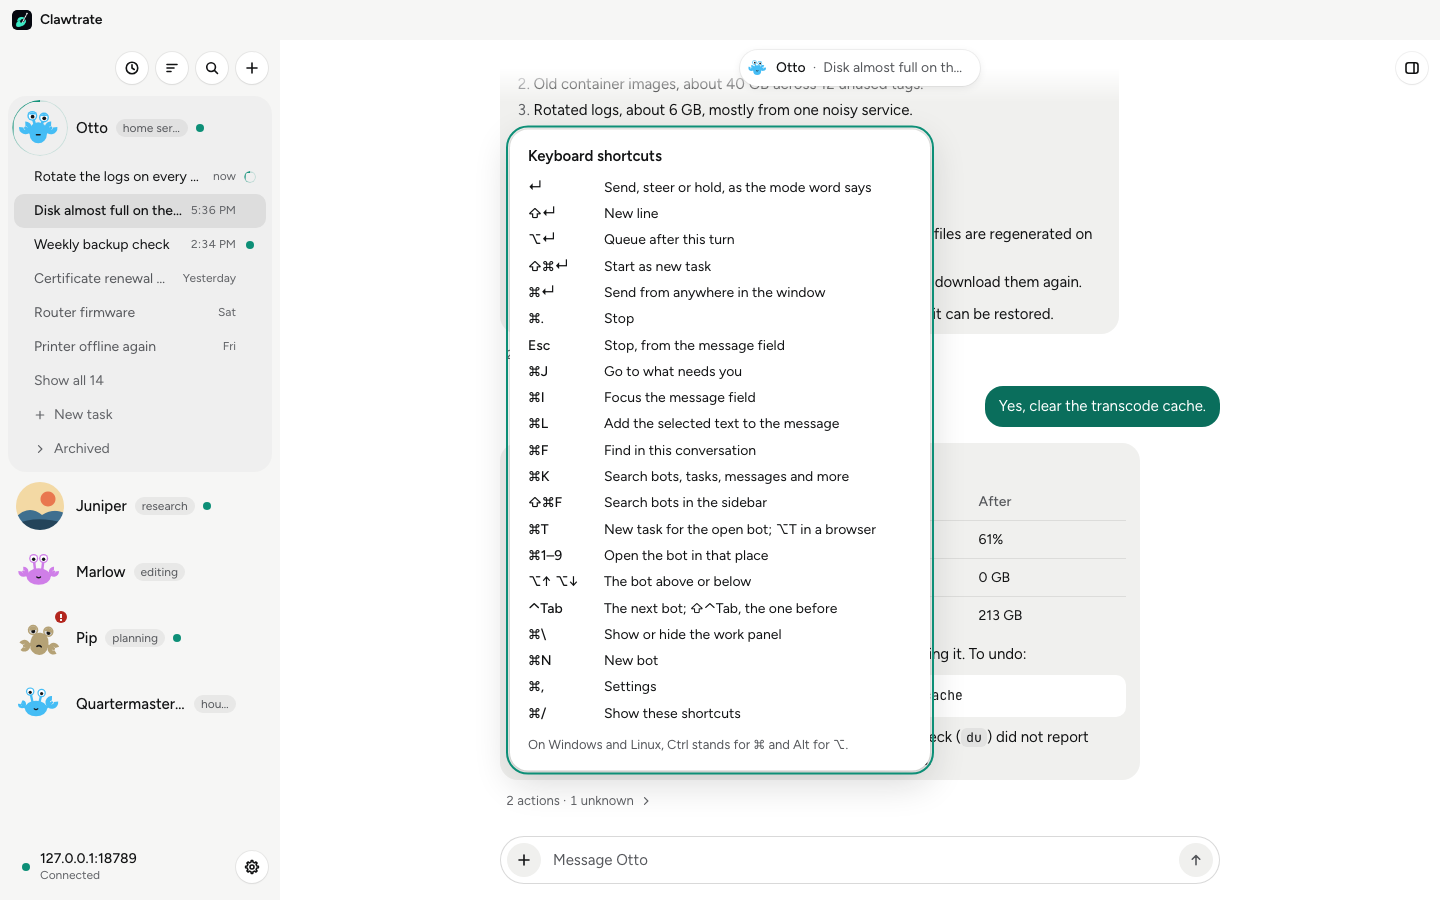 Clawtrate
Otto home ser...
Rotate the logs on every ... now
Disk almost full on the... 5:36 PM
Weekly backup check 2:34 PM
Certificate renewal ... Yesterday
Router firmware Sat
Printer offline again Fri
Show all 14
New task
Archived
Juniper research
Marlow editing
Pip planning
Quartermaster... hou...
127.0.0.1:18789
Connected
Otto · Disk almost full on th...
2. Old container images, about 40 GB across 12 unused tags.
3. Rotated logs, about 6 GB, mostly from one noisy service.
files are regenerated on
download them again.
it can be restored.
Yes, clear the transcode cache.
After
61%
0 GB
213 GB
ing it. To undo:
ache
eck ( du ) did not report
Keyboard shortcuts
↵ Send, steer or hold, as the mode word says
⇧↵ New line
⌥↵ Queue after this turn
⇧⌘↵ Start as new task
⌘↵ Send from anywhere in the window
⌘. Stop
Esc Stop, from the message field
⌘J Go to what needs you
⌘I Focus the message field
⌘L Add the selected text to the message
⌘F Find in this conversation
⌘K Search bots, tasks, messages and more
⇧⌘F Search bots in the sidebar
⌘T New task for the open bot; ⌥T in a browser
⌘1–9 Open the bot in that place
⌥↑ ⌥↓ The bot above or below
^Tab The next bot; ⇧^Tab, the one before
⌘\ Show or hide the work panel
⌘N New bot
⌘, Settings
⌘/ Show these shortcuts
On Windows and Linux, Ctrl stands for ⌘ and Alt for ⌥.
2 actions · 1 unknown
Message Otto